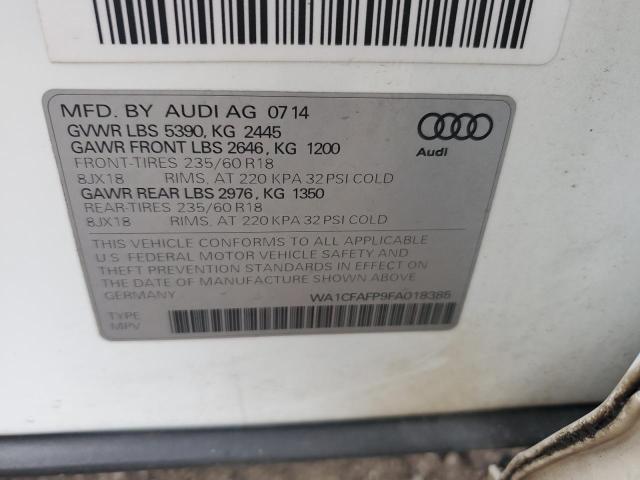 MFD. BY AUDI AG 07 14
GVWR LBS 5390, KG 2445
GAWR FRONT LBS 2646, KG 1200
FRONT-TIRES 235/60 R18
8JX18 RIMS, AT 220 KPA 32 PSI COLD
GAWR REAR LBS 2976, KG 1350
REAR-TIRES 235/60 R18
8JX18 RIMS, AT 220 KPA 32 PSI COLD
Audi
THIS VEHICLE CONFORMS TO ALL APPLICABLE
U.S. FEDERAL MOTOR VEHICLE SAFETY AND
THEFT PREVENTION STANDARDS IN EFFECT ON
THE DATE OF MANUFACTURE SHOWN ABOVE.
GERMANY WA1CFAFP9FA018385
TYPE
MPV